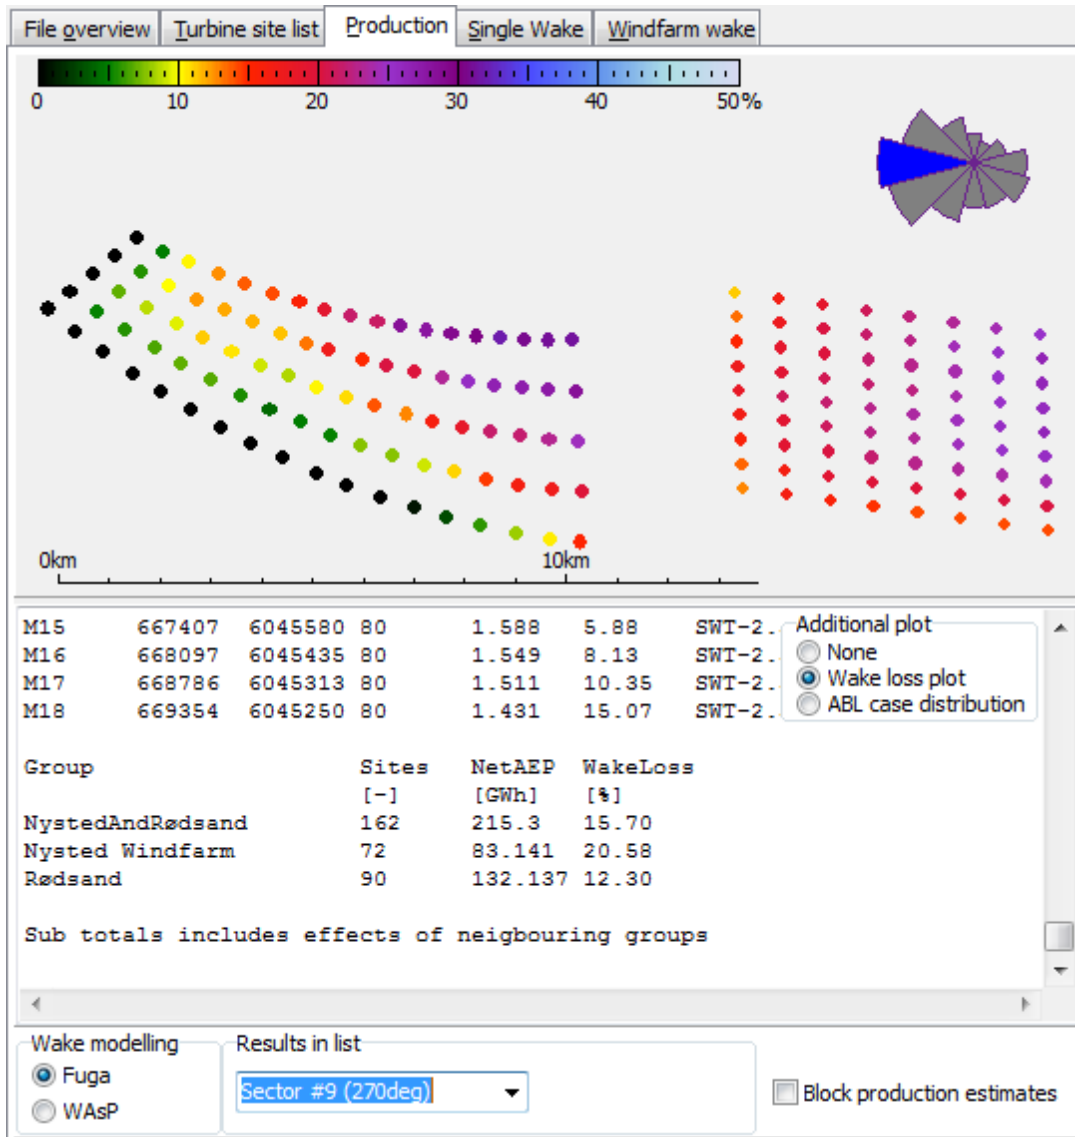 File overview Turbine site list Production Single Wake Windfarm wake
0 10 20 30 40 50%
0km 10km
M15 667407 6045580 80 1.588 5.88 SWT-2.
M16 668097 6045435 80 1.549 8.13 SWT-2.
M17 668786 6045313 80 1.511 10.35 SWT-2.
M18 669354 6045250 80 1.431 15.07 SWT-2.
Additional plot
None
Wake loss plot
ABL case distribution
Group Sites NetAEP WakeLoss
[-] [GWh] [%]
NystedAndRødsand 162 215.3 15.70
Nysted Windfarm 72 83.141 20.58
Rødsand 90 132.137 12.30
Sub totals includes effects of neigbouring groups
Wake modelling
Fuga
WAsP
Results in list
Sector #9 (270deg)
Block production estimates